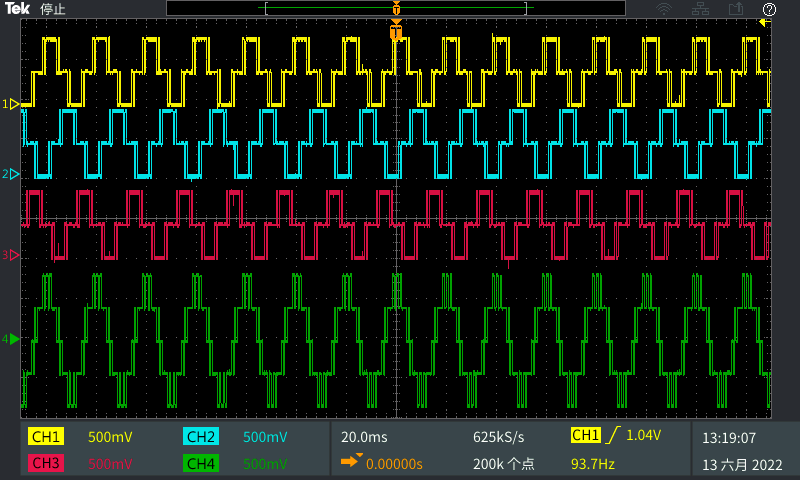 Tek 停止
T
T
1
2
3
4
CH1 500mV CH2 500mV 20.0ms 625kS/s CH1 1.04V 13:19:07
CH3 500mV CH4 500mV 0.00000s 200k 个点 93.7Hz 13 六月 2022